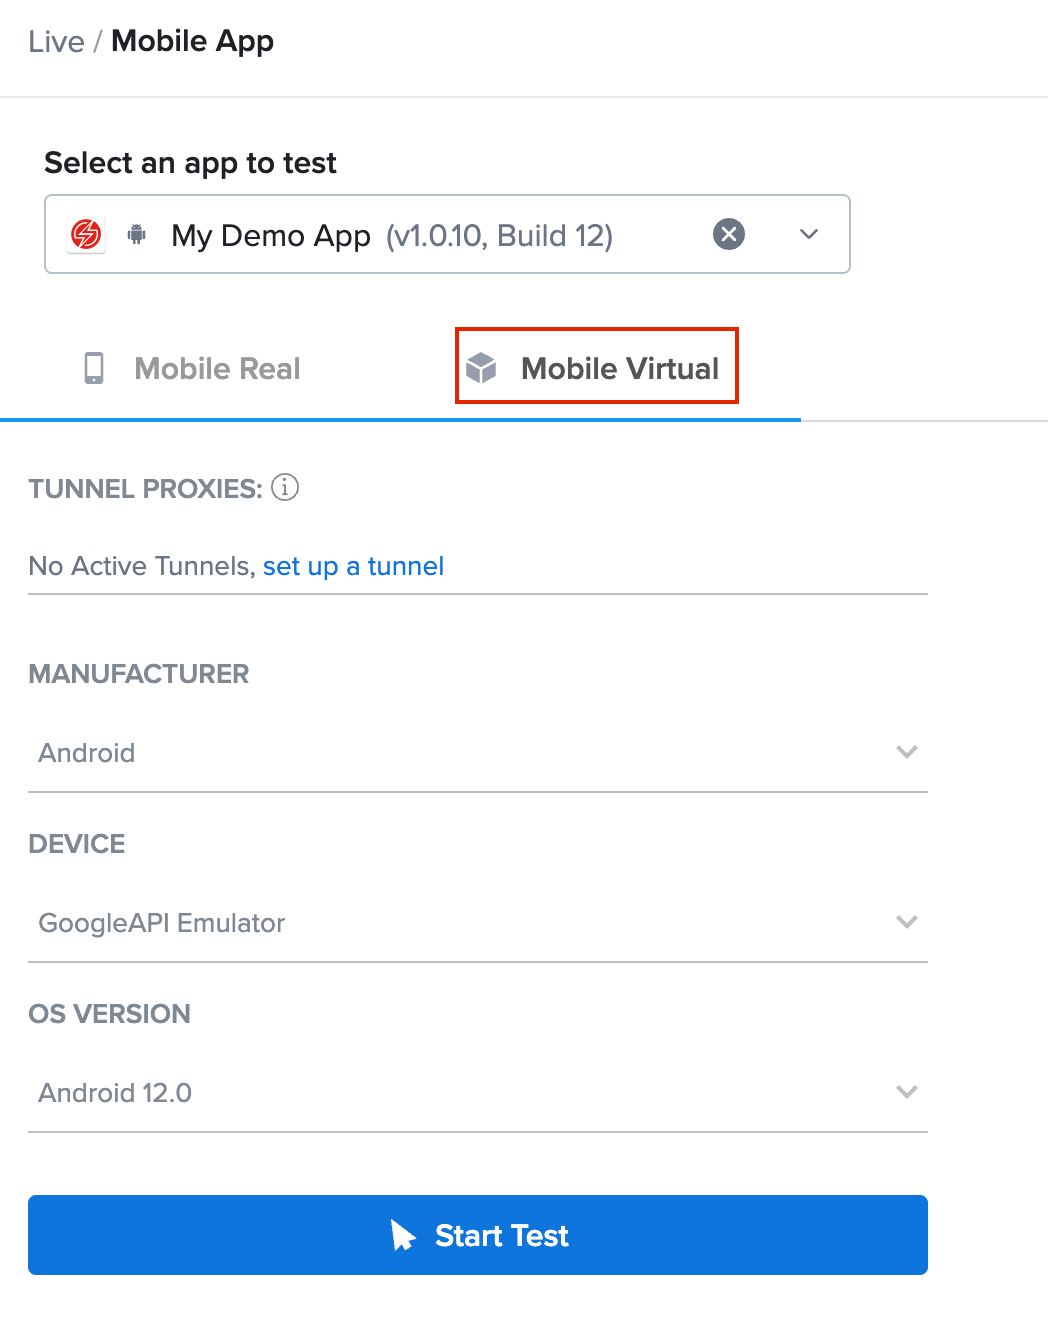 Live / Mobile App
Select an app to test
My Demo App (v1.0.10, Build 12)
Mobile Real Mobile Virtual
TUNNEL PROXIES:
No Active Tunnels, set up a tunnel
MANUFACTURER
Android
DEVICE
GoogleAPI Emulator
OS VERSION
Android 12.0
Start Test